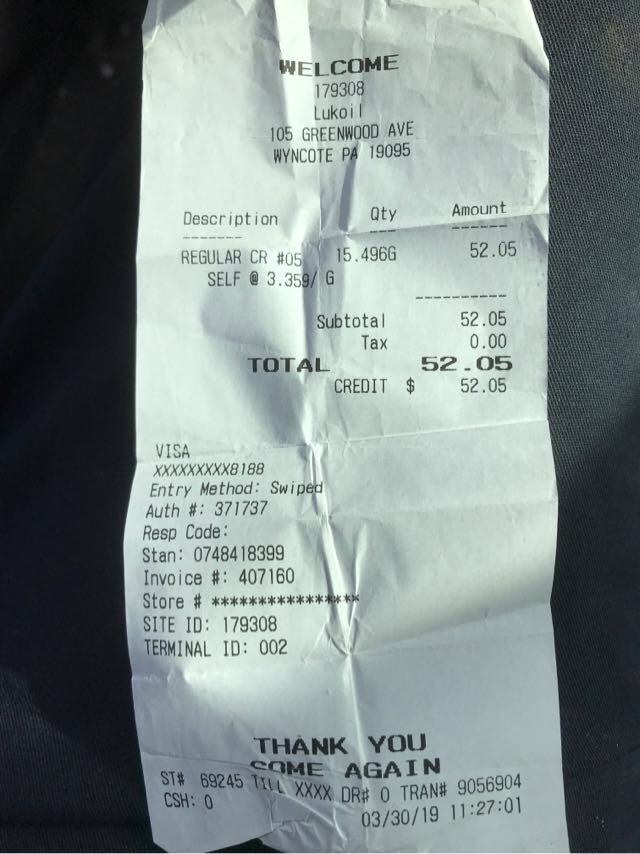 WELCOME
179308
Lukoil
105 GREENWOOD AVE
WYNCOTE PA 19095
Description Qty Amount
REGULAR CR #05 15.496G 52.05
SELF @ 3.359/ G
Subtotal 52.05
Tax 0.00
TOTAL 52.05
CREDIT $ 52.05
VISA
XXXXXXXXX8188
Entry Method: Swiped
Auth #: 371737
Resp Code:
Stan: 0748418399
Invoice #: 407160
Store # ****************
SITE ID: 179308
TERMINAL ID: 002
THANK YOU
COME AGAIN
ST# 69245 TILL XXXX DR# 0 TRAN# 9056904
CSH: 0 03/30/19 11:27:01